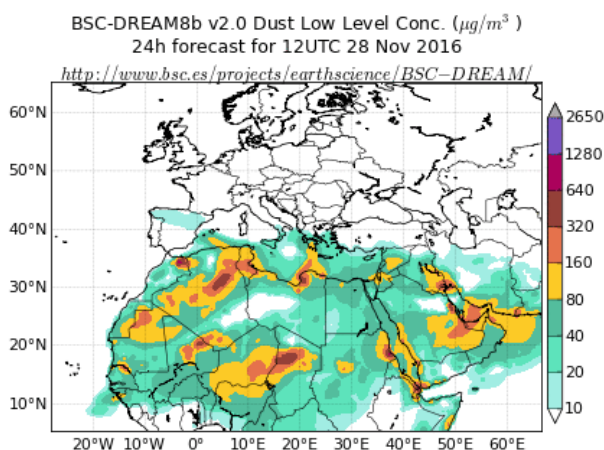 BSC-DREAM8b v2.0 Dust Low Level Conc. (μg/m³ )
24h forecast for 12UTC 28 Nov 2016
http://www.bsc.es/projects/earthscience/BSC−DREAM/
60°N
50°N
40°N
30°N
20°N
10°N
20°W 10°W 0° 10°E 20°E 30°E 40°E 50°E 60°E
2650
1280
640
320
160
80
40
20
10